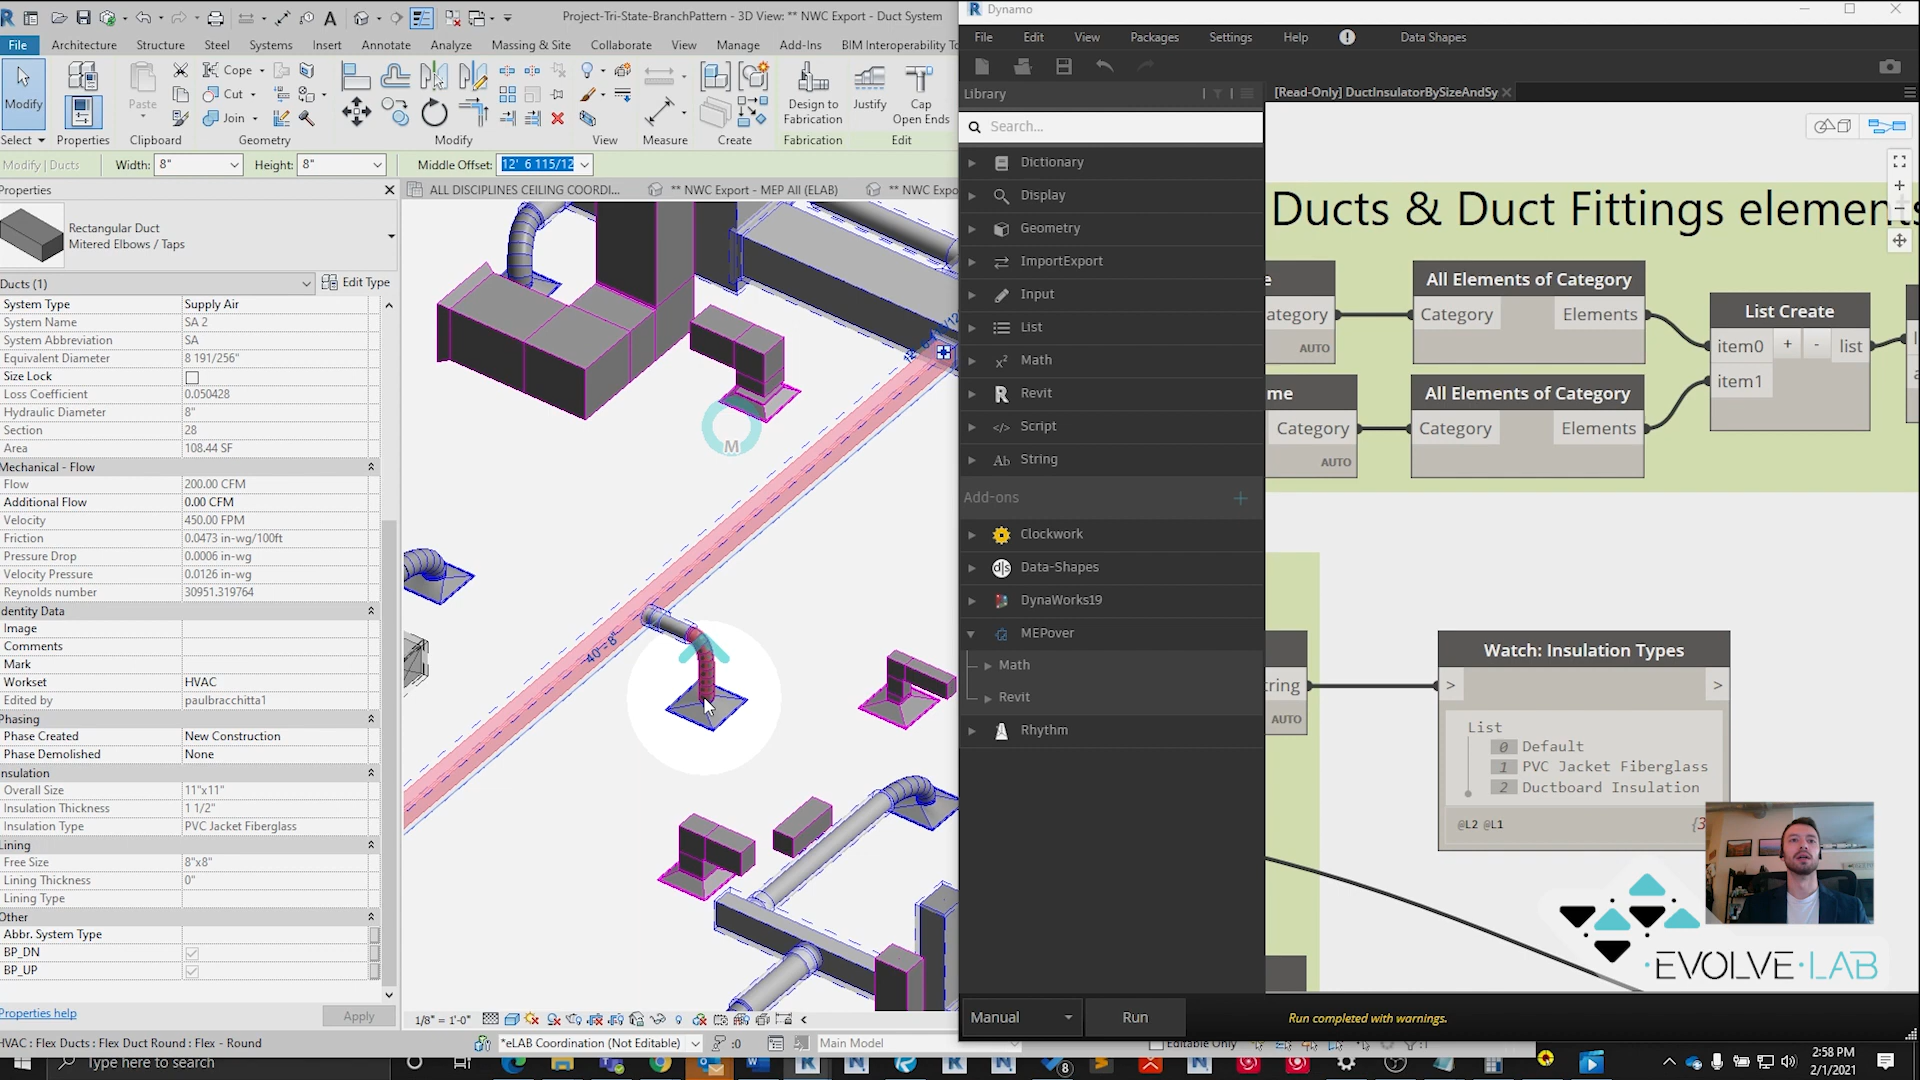 Project-Tri-State-BranchPattern - 3D View: ** NWC Export - Duct System
File
Architecture
Structure
Steel
Systems
Insert
Annotate
Analyze
Massing & Site
Collaborate
View
Manage
Add-Ins
BIM Interoperability To
Modify
Paste
Cope
Cut
Join
Design to
Fabrication
Justify
Cap
Open Ends
Select
Properties
Clipboard
Geometry
Modify
View
Measure
Create
Fabrication
Edit
Modify | Ducts
Width: 8"
Height: 8"
Middle Offset: 12' 6 115/12
Properties
ALL DISCIPLINES CEILING COORDI...
** NWC Export - MEP All (ELAB)
** NWC Expo
Rectangular Duct
Mitered Elbows / Taps
Ducts (1)
Edit Type
System Type Supply Air
System Name SA 2
System Abbreviation SA
Equivalent Diameter 8 191/256"
Size Lock
Loss Coefficient 0.050428
Hydraulic Diameter 8"
Section 28
Area 108.44 SF
Mechanical - Flow
Flow 200.00 CFM
Additional Flow 0.00 CFM
Velocity 450.00 FPM
Friction 0.0473 in-wg/100ft
Pressure Drop 0.0006 in-wg
Velocity Pressure 0.0126 in-wg
Reynolds number 30951.319764
dentity Data
Image
Comments
Mark
Workset HVAC
Edited by paulbracchitta1
Phasing
Phase Created New Construction
Phase Demolished None
nsulation
Overall Size 11"x11"
Insulation Thickness 1 1/2"
Insulation Type PVC Jacket Fiberglass
Lining
Free Size 8"x8"
Lining Thickness 0"
Lining Type
Other
Abbr. System Type
BP_DN
BP_UP
Properties help
Apply
M
40' - 8"
1/8" = 1'-0"
HVAC : Flex Ducts : Flex Duct Round : Flex - Round
*eLAB Coordination (Not Editable)
:0
Main Model
Editable Only
Dynamo
File
Edit
View
Packages
Settings
Help
Data Shapes
Library
[Read-Only] DuctInsulatorBySizeAndSy
Search...
Dictionary
Display
Geometry
ImportExport
Input
List
Math
Revit
Script
String
Add-ons
Clockwork
Data-Shapes
DynaWorks19
MEPover
Math
Revit
Rhythm
Ducts & Duct Fittings elements
e
ategory
AUTO
All Elements of Category
Category
Elements
List Create
item0
+
-
list
item1
me
Category
AUTO
All Elements of Category
Category
Elements
tring
AUTO
Watch: Insulation Types
>
>
List
0 Default
1 PVC Jacket Fiberglass
2 Ductboard Insulation
@L2 @L1
{3
EVOLVE·LAB
Manual
Run
Run completed with warnings.
Type here to search
8
2:58 PM
2/1/2021